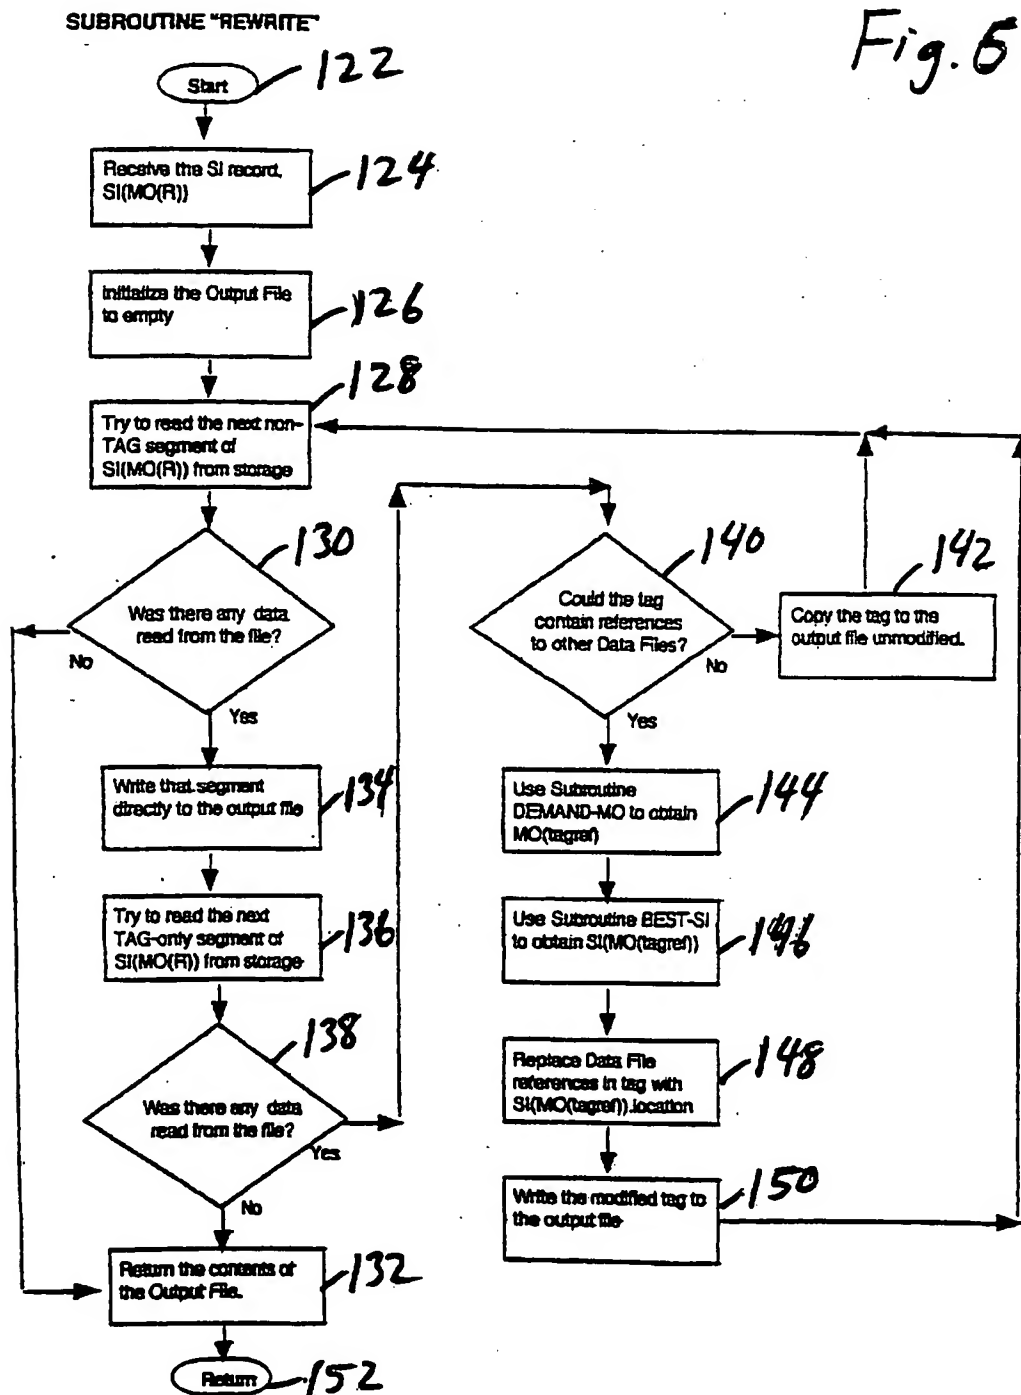 SUBROUTINE "REWRITE"
Fig. 6
Start
122
Receive the SI record,
SI(MO(R))
124
Initialize the Output File
to empty
126
128
Try to read the next non-
TAG segment of
SI(MO(R)) from storage
130
Was there any data
read from the file?
No
Yes
Write that segment
directly to the output file
134
Try to read the next
TAG-only segment of
SI(MO(R)) from storage
136
138
Was there any data
read from the file?
Yes
No
Return the contents of
the Output File.
132
Return
152
140
Could the tag
contain references
to other Data Files?
No
Yes
142
Copy the tag to the
output file unmodified.
Use Subroutine
DEMAND-MO to obtain
MO(tagref)
144
Use Subroutine BEST-SI
to obtain SI(MO(tagref))
146
Replace Data File
references in tag with
SI(MO(tagref)).location
148
Write the modified tag to
the output file
150